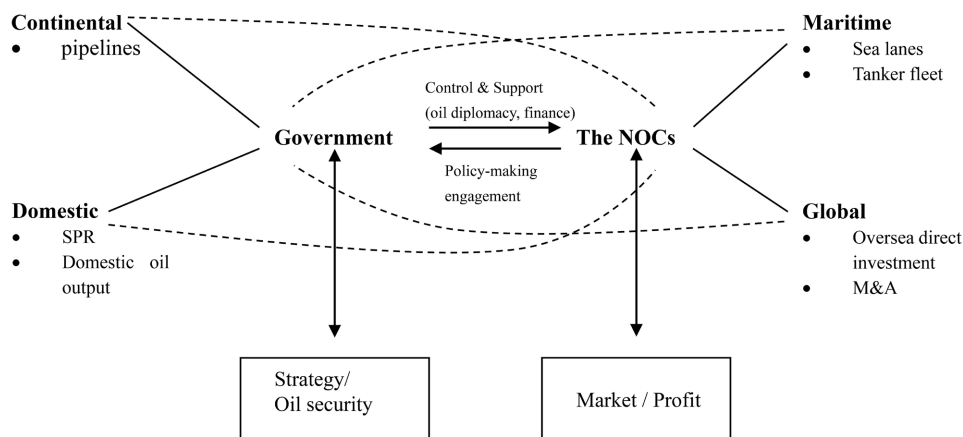 Continental
• pipelines
Maritime
• Sea lanes
• Tanker fleet
Control & Support
(oil diplomacy, finance)
Government
The NOCs
Policy-making
engagement
Domestic
• SPR
• Domestic oil
output
Global
• Oversea direct
investment
• M&A
Strategy/
Oil security
Market / Profit